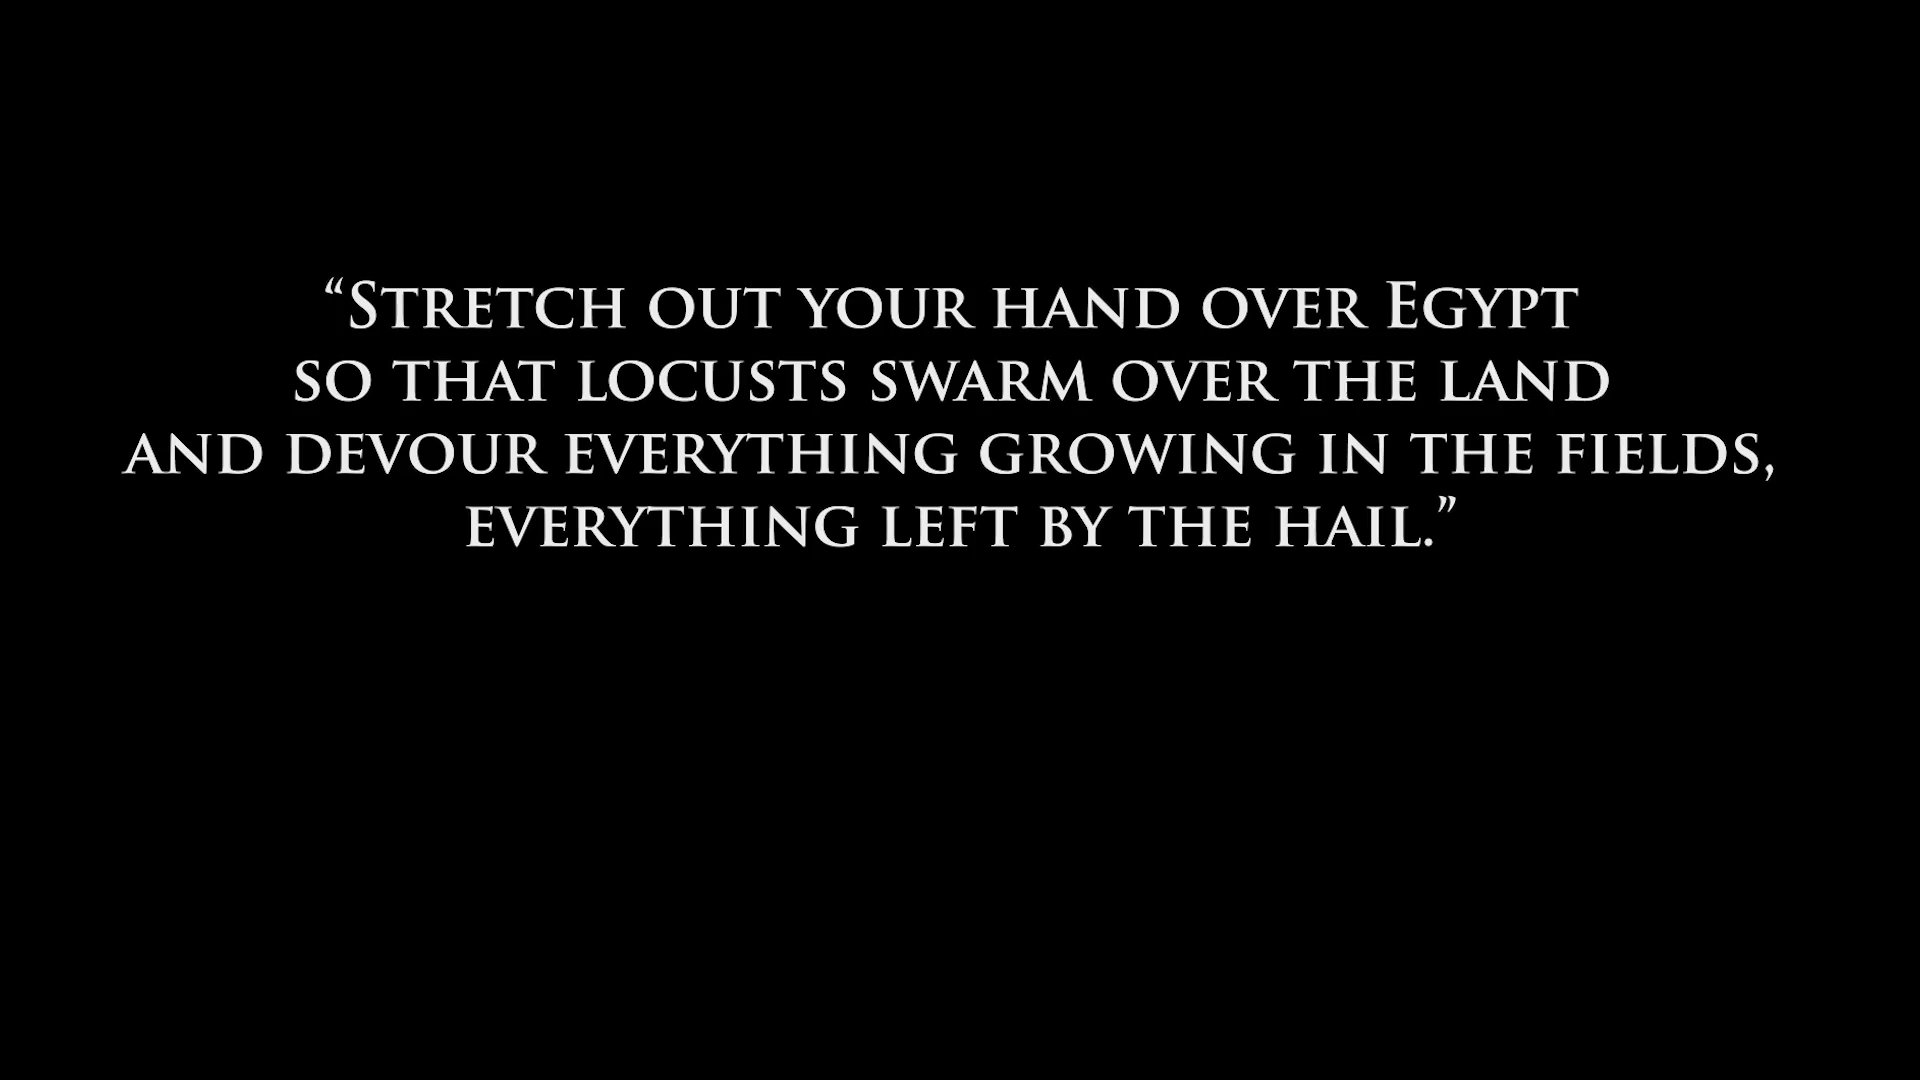 “Stretch out your hand over Egypt
so that locusts swarm over the land
and devour everything growing in the fields,
everything left by the hail.”